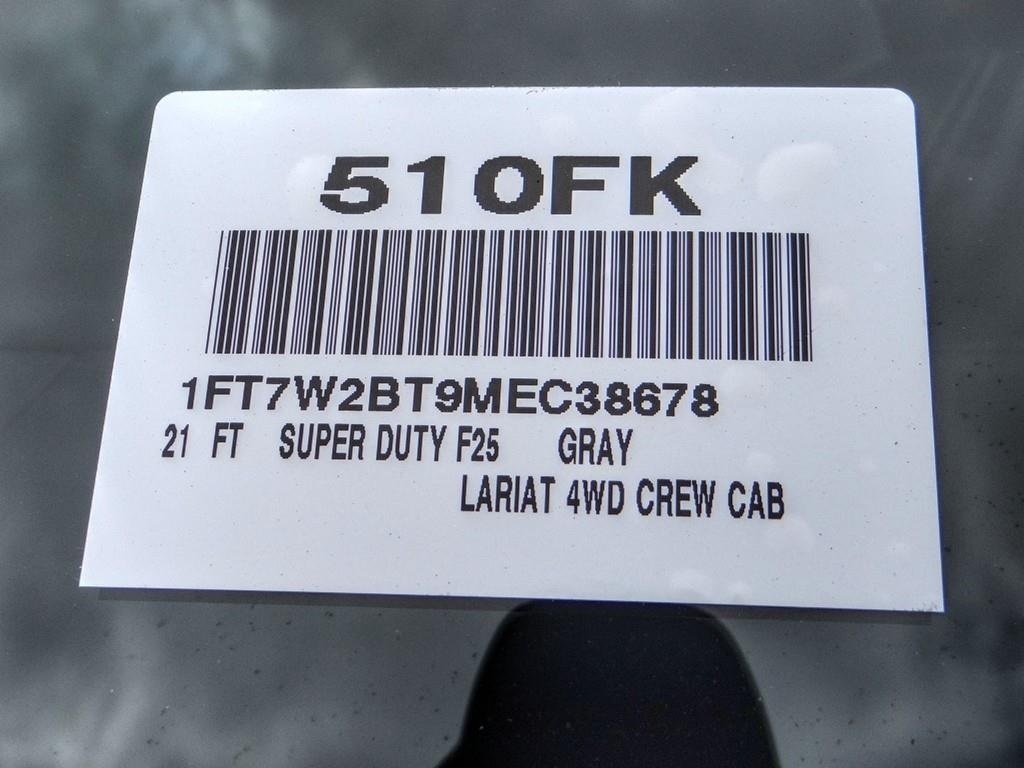 510FK
1FT7W2BT9MEC38678
21 FT SUPER DUTY F25 GRAY
LARIAT 4WD CREW CAB